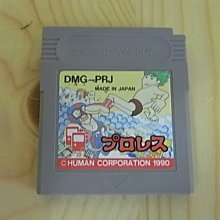 DMG-PRJ
MADE IN JAPAN
プロレス
© HUMAN CORPORATION 1990